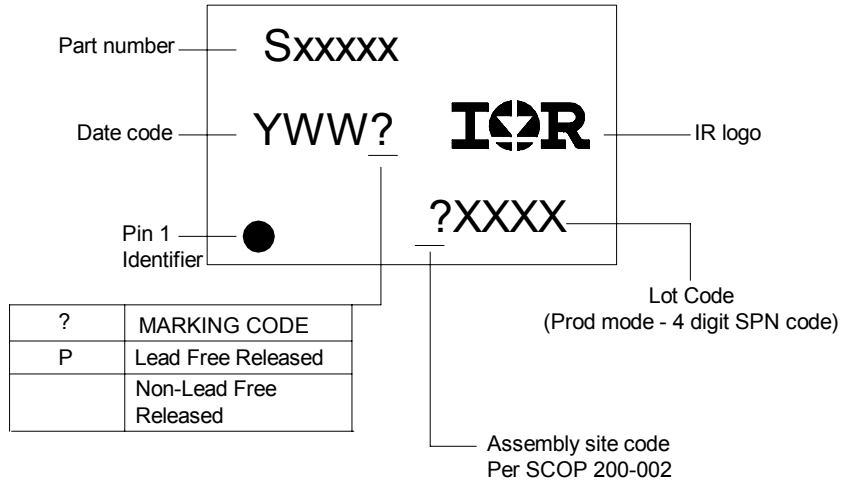 Part number
Sxxxxx
Date code
YWW?
IOR
IR logo
?XXXX
Pin 1
Identifier
Lot Code
(Prod mode - 4 digit SPN code)
? MARKING CODE
P Lead Free Released
Non-Lead Free
Released
Assembly site code
Per SCOP 200-002